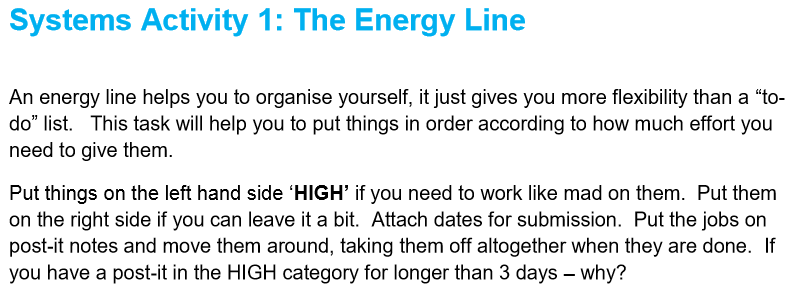 Systems Activity 1: The Energy Line
An energy line helps you to organise yourself, it just gives you more flexibility than a “to-
do” list.   This task will help you to put things in order according to how much effort you
need to give them.
Put things on the left hand side ‘HIGH’ if you need to work like mad on them.  Put them
on the right side if you can leave it a bit.  Attach dates for submission.  Put the jobs on
post-it notes and move them around, taking them off altogether when they are done.  If
you have a post-it in the HIGH category for longer than 3 days – why?